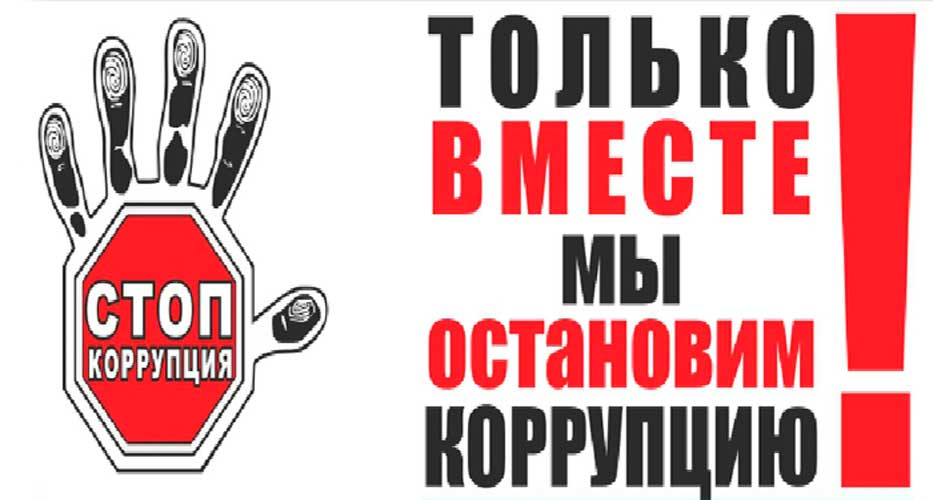 СТОП
КОРРУПЦИЯ
ТОЛЬКО
ВМЕСТЕ
МЫ
ОСТАНОВИМ
КОРРУПЦИЮ!